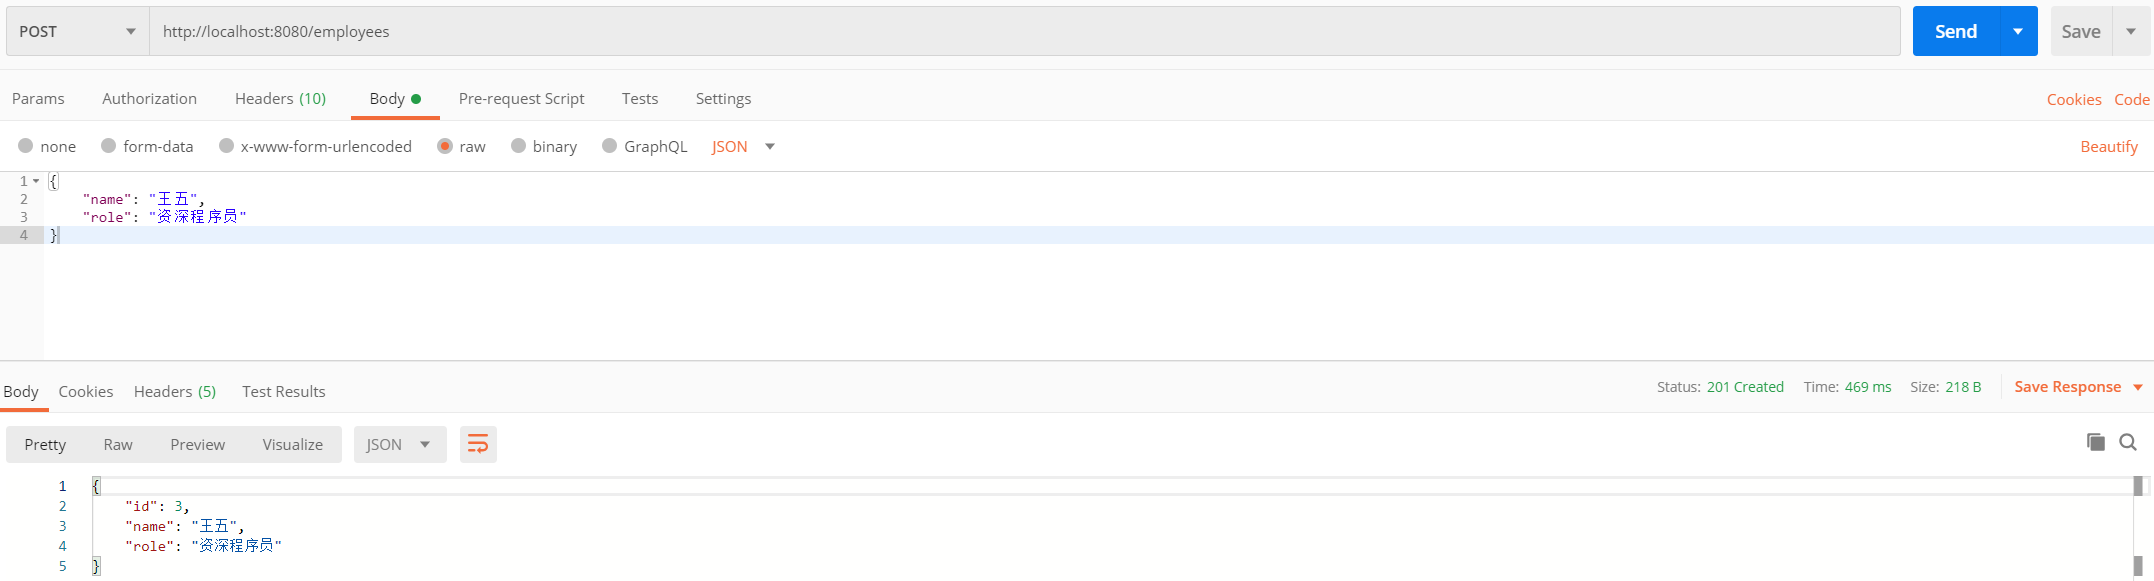 POST http://localhost:8080/employees Send Save
Params Authorization Headers (10) Body Pre-request Script Tests Settings Cookies Code
none form-data x-www-form-urlencoded raw binary GraphQL JSON Beautify
1 {
2 "name": "王五",
3 "role": "资深程序员"
4 }
Body Cookies Headers (5) Test Results Status: 201 Created Time: 469 ms Size: 218 B Save Response
Pretty Raw Preview Visualize JSON
1 {
2 "id": 3,
3 "name": "王五",
4 "role": "资深程序员"
5 }